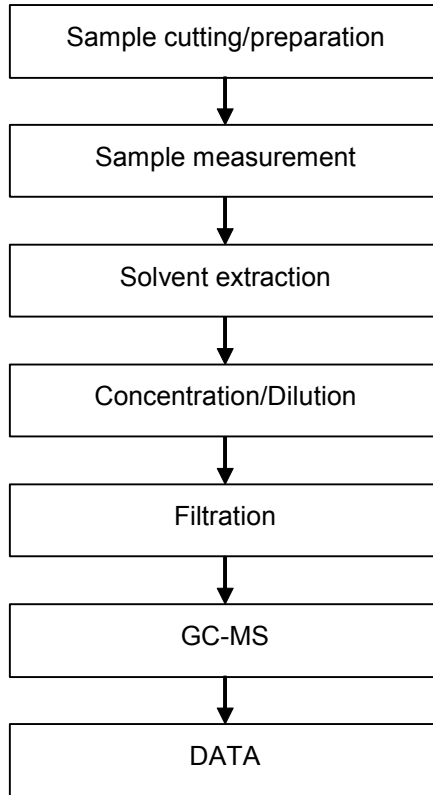 Sample cutting/preparation
Sample measurement
Solvent extraction
Concentration/Dilution
Filtration
GC-MS
DATA